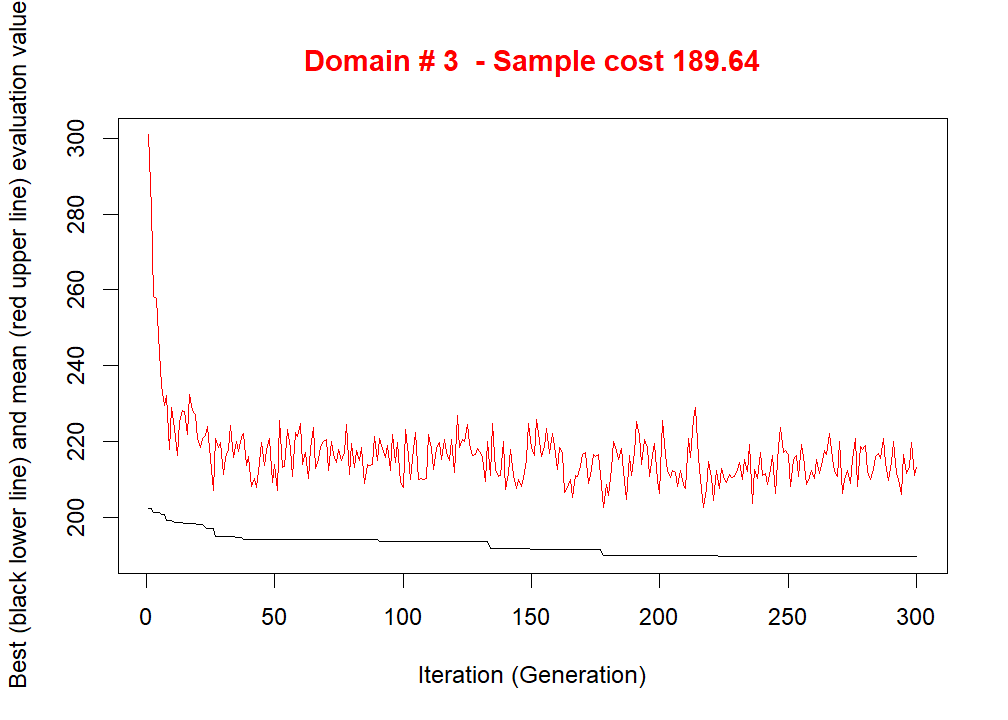 Domain # 3  - Sample cost 189.64
Best (black lower line) and mean (red upper line) evaluation value
300
280
260
240
220
200
0 50 100 150 200 250 300
Iteration (Generation)